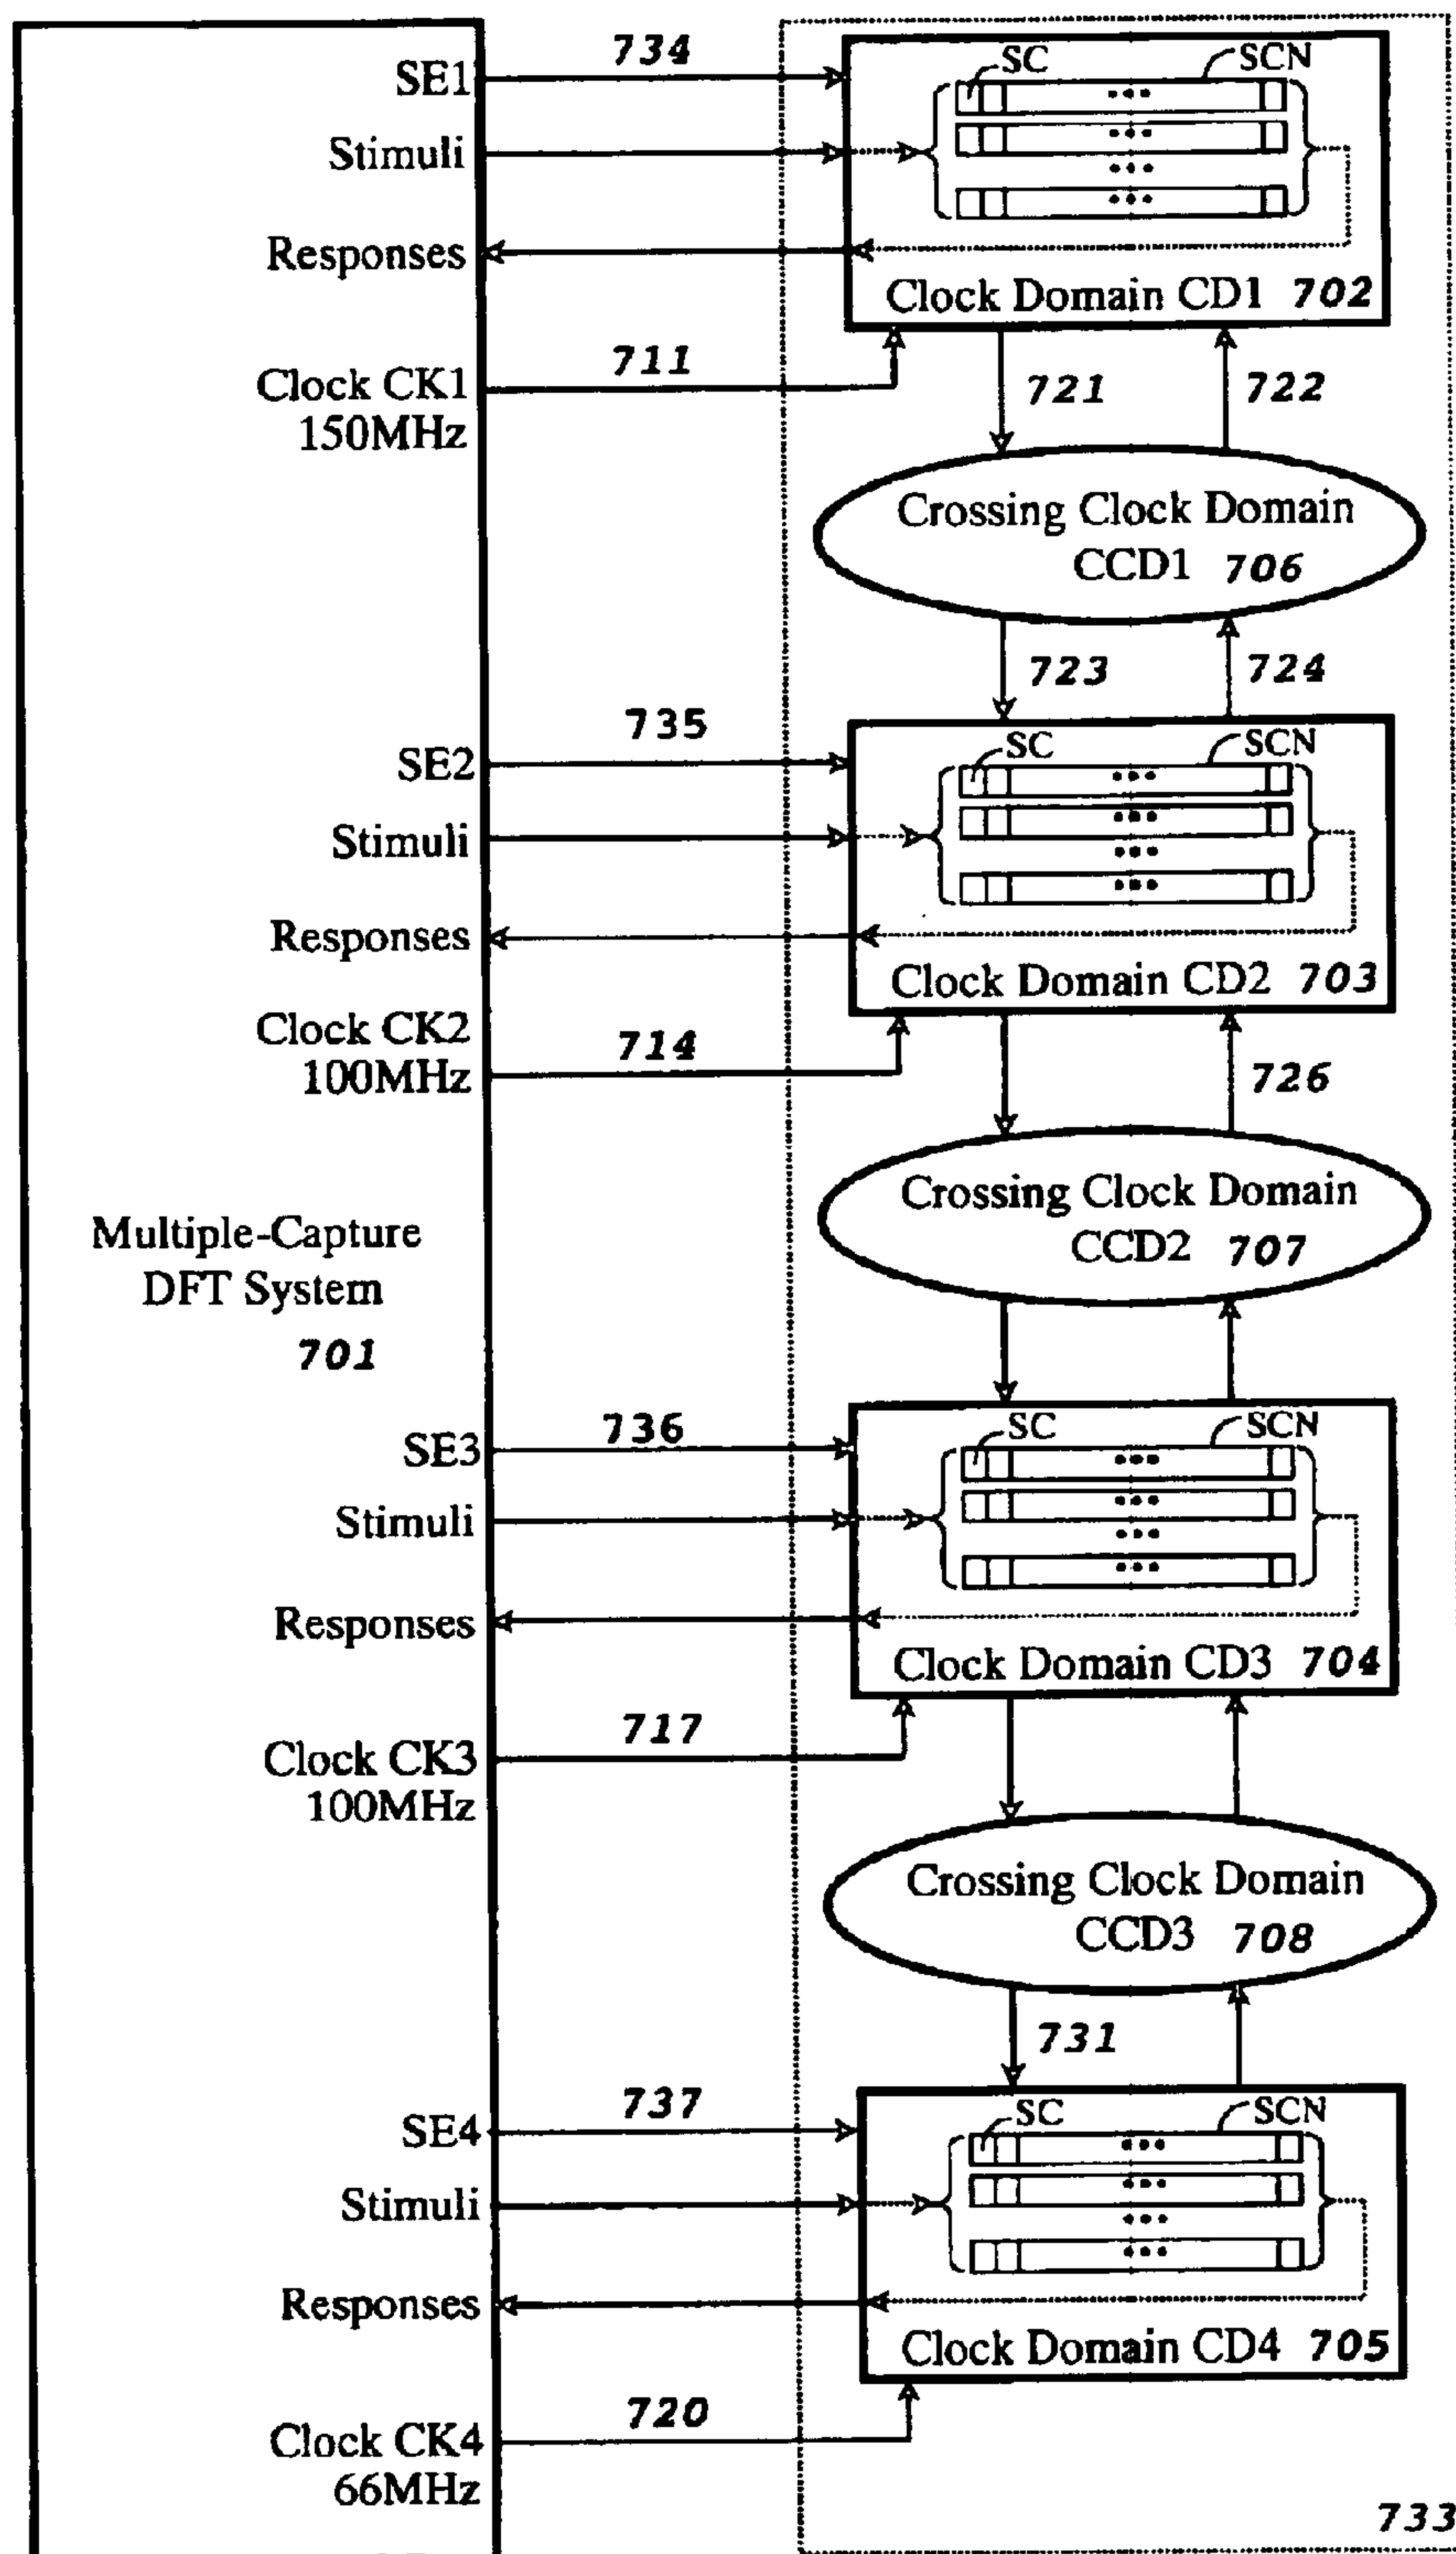 SE1
734
SC
SCN
•••
•••
•••
•••
Stimuli
Responses
Clock Domain CD1 702
Clock CK1
150MHz
711
721
722
Crossing Clock Domain
CCD1 706
723
724
SE2
735
SC
SCN
•••
•••
•••
•••
Stimuli
Responses
Clock Domain CD2 703
Clock CK2
100MHz
714
726
Crossing Clock Domain
CCD2 707
Multiple-Capture
DFT System
701
SE3
736
SC
SCN
•••
•••
•••
•••
Stimuli
Responses
Clock Domain CD3 704
Clock CK3
100MHz
717
Crossing Clock Domain
CCD3 708
731
SE4
737
SC
SCN
•••
•••
•••
•••
Stimuli
Responses
Clock Domain CD4 705
Clock CK4
66MHz
720
733